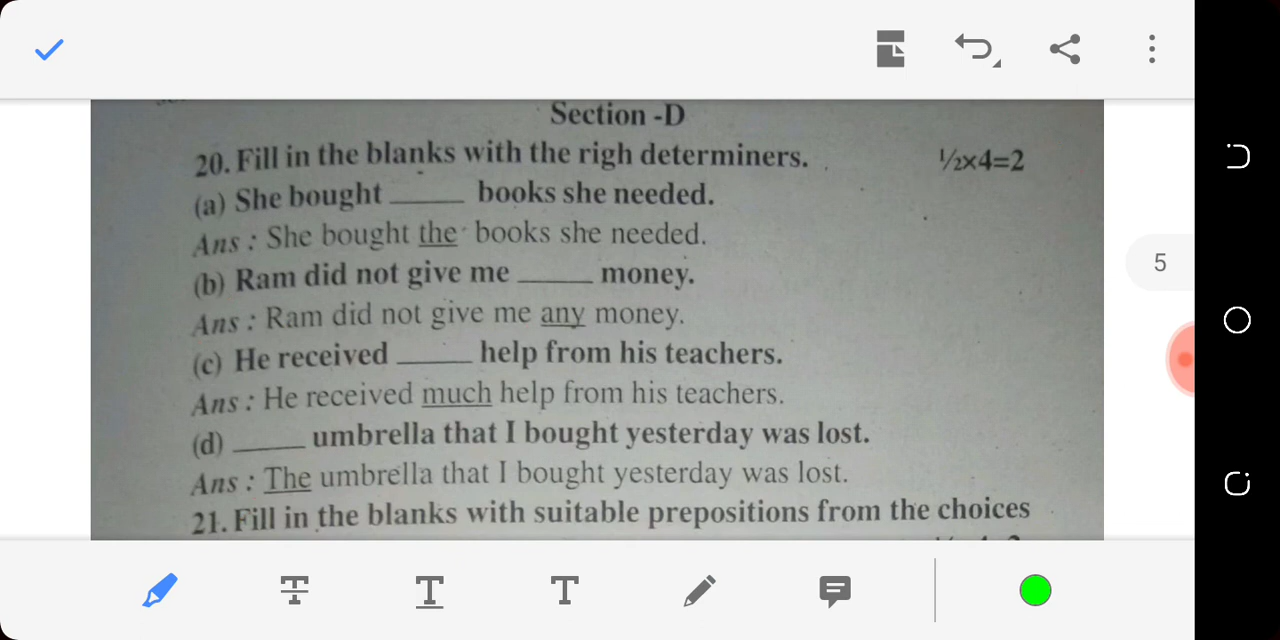 Section -D
20. Fill in the blanks with the righ determiners. ½×4=2
(a) She bought _____ books she needed.
Ans : She bought the books she needed.
(b) Ram did not give me _____ money.
Ans : Ram did not give me any money.
(c) He received _____ help from his teachers.
Ans : He received much help from his teachers.
(d) _____ umbrella that I bought yesterday was lost.
Ans : The umbrella that I bought yesterday was lost.
21. Fill in the blanks with suitable prepositions from the choices
5